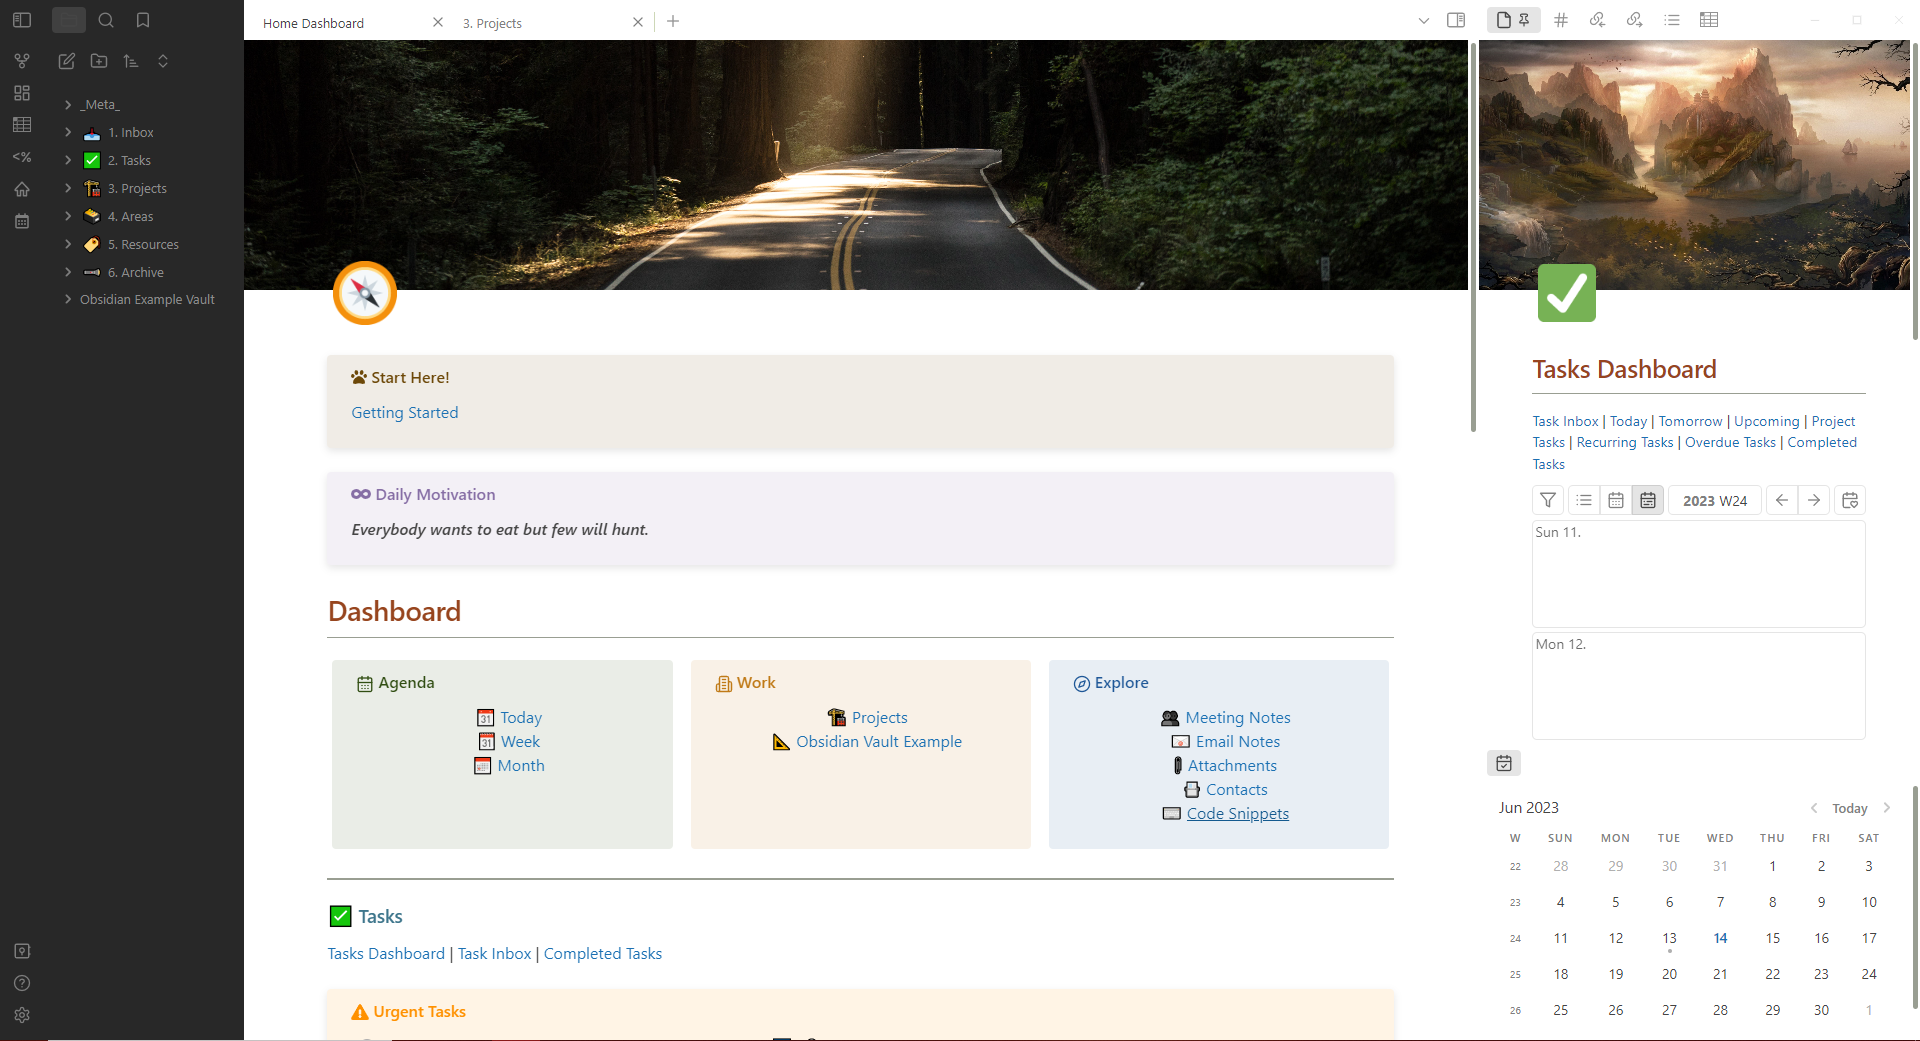 Home Dashboard
3. Projects
_Meta_
1. Inbox
2. Tasks
3. Projects
4. Areas
5. Resources
6. Archive
Obsidian Example Vault
<%
Start Here!
Getting Started
Daily Motivation
Everybody wants to eat but few will hunt.
Dashboard
Agenda
31 Today
31 Week
Month
Work
Projects
Obsidian Vault Example
Explore
Meeting Notes
Email Notes
Attachments
Contacts
Code Snippets
Tasks
Tasks Dashboard | Task Inbox | Completed Tasks
Urgent Tasks
Tasks Dashboard
Task Inbox | Today | Tomorrow | Upcoming | Project
Tasks | Recurring Tasks | Overdue Tasks | Completed
Tasks
2023 W24
Sun 11.
Mon 12.
Jun 2023
Today
W SUN MON TUE WED THU FRI SAT
22 28 29 30 31 1 2 3
23 4 5 6 7 8 9 10
24 11 12 13 14 15 16 17
25 18 19 20 21 22 23 24
26 25 26 27 28 29 30 1